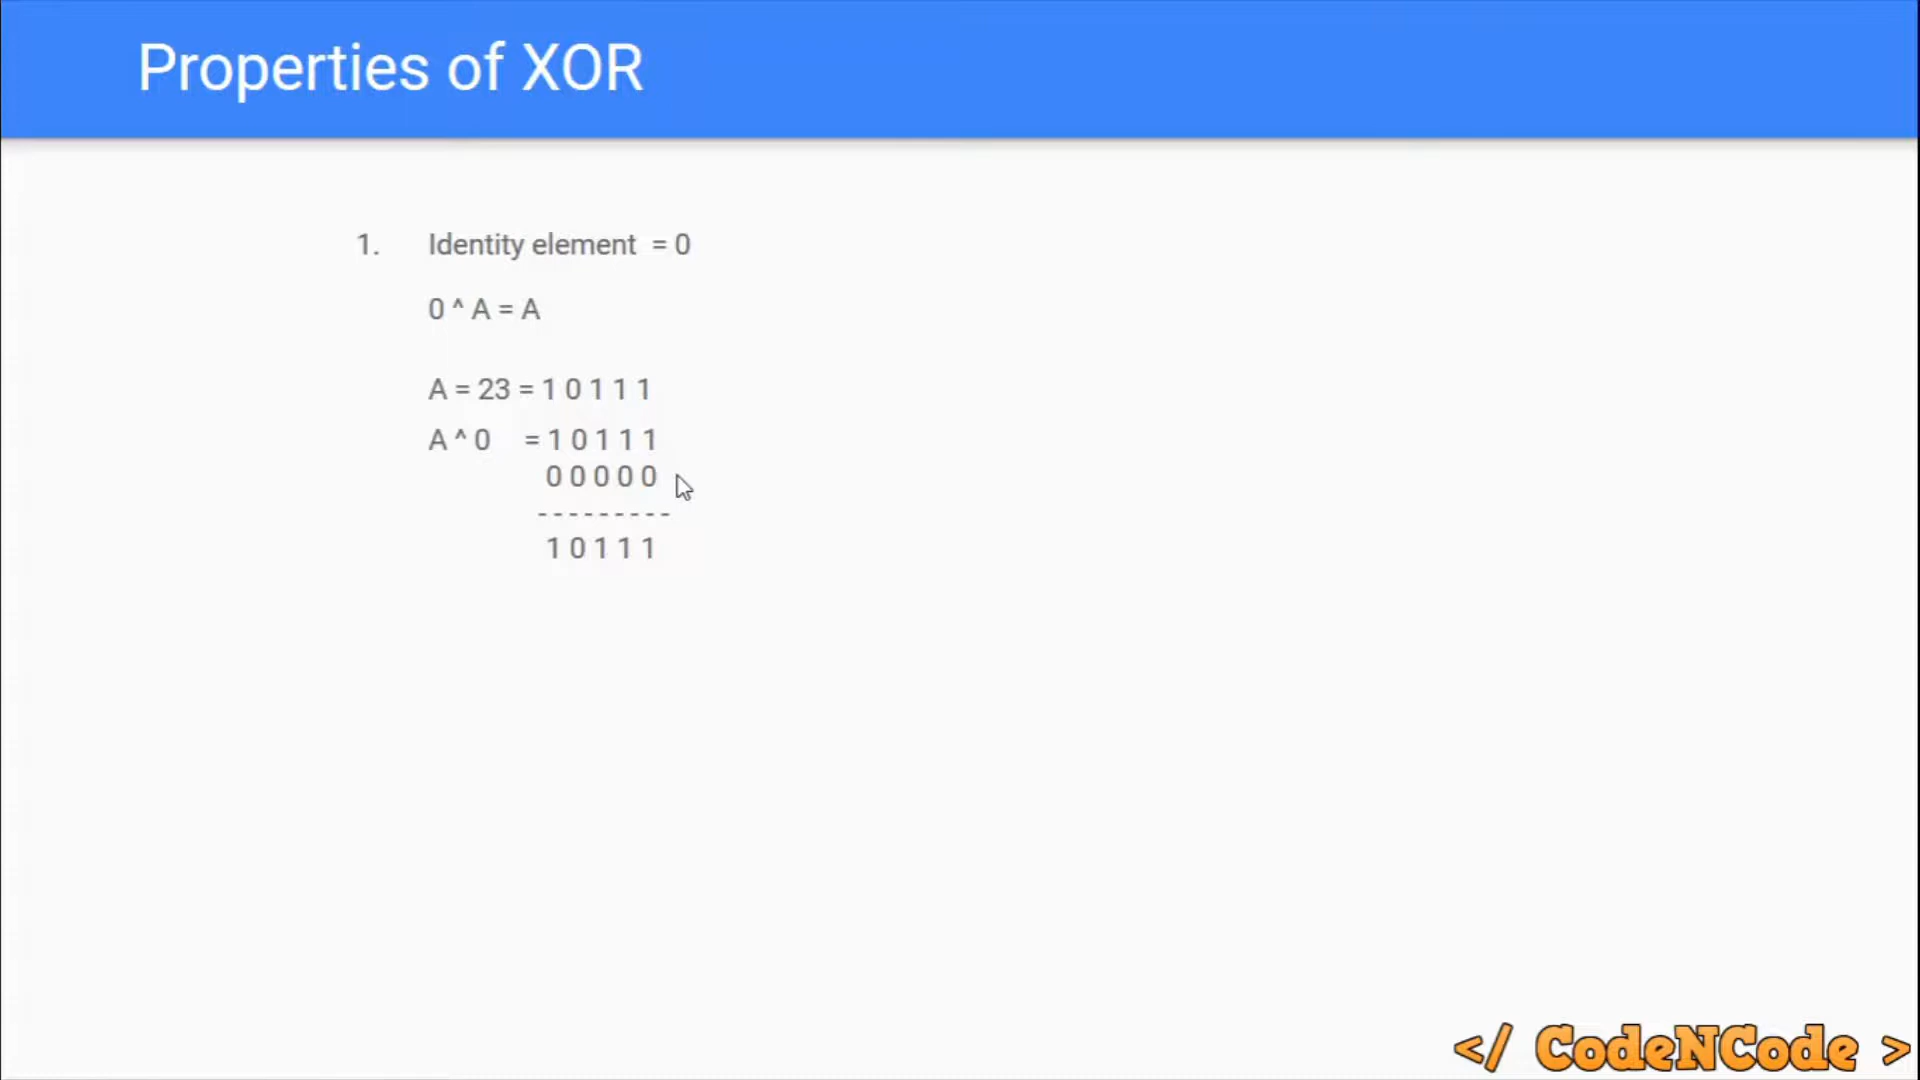 Properties of XOR
1. Identity element = 0
0 ^ A = A
A = 23 = 1 0 1 1 1
A ^ 0 = 1 0 1 1 1
0 0 0 0 0
- - - - - - - - -
1 0 1 1 1
</ CodeNCode >